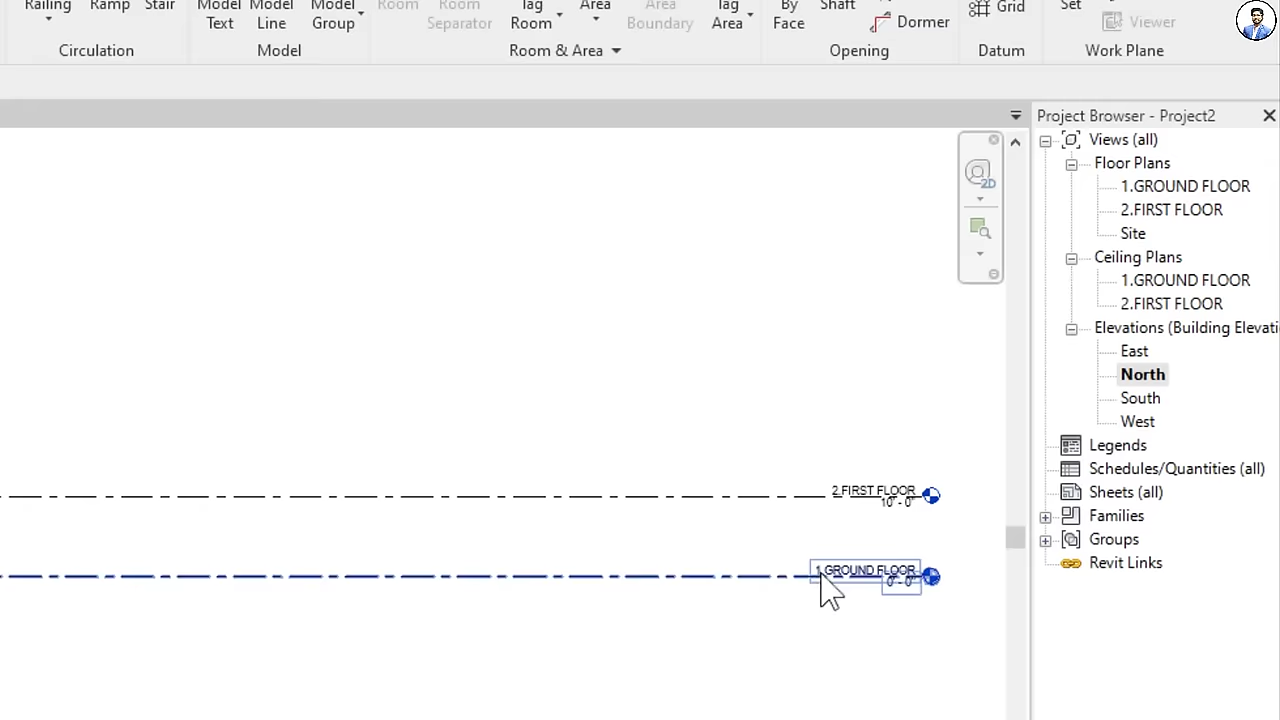 Railing Ramp Stair Model Text Model Line Model Group Room Room Separator Tag Room Area Area Boundary Tag Area By Face Shaft Dormer Grid Set Viewer
Circulation Model Room & Area Opening Datum Work Plane
Project Browser - Project2
Views (all)
Floor Plans
1.GROUND FLOOR
2.FIRST FLOOR
Site
Ceiling Plans
1.GROUND FLOOR
2.FIRST FLOOR
Elevations (Building Elevati
East
North
South
West
Legends
Schedules/Quantities (all)
Sheets (all)
Families
Groups
Revit Links
2D
2.FIRST FLOOR
10' - 0"
1.GROUND FLOOR
0' - 0"